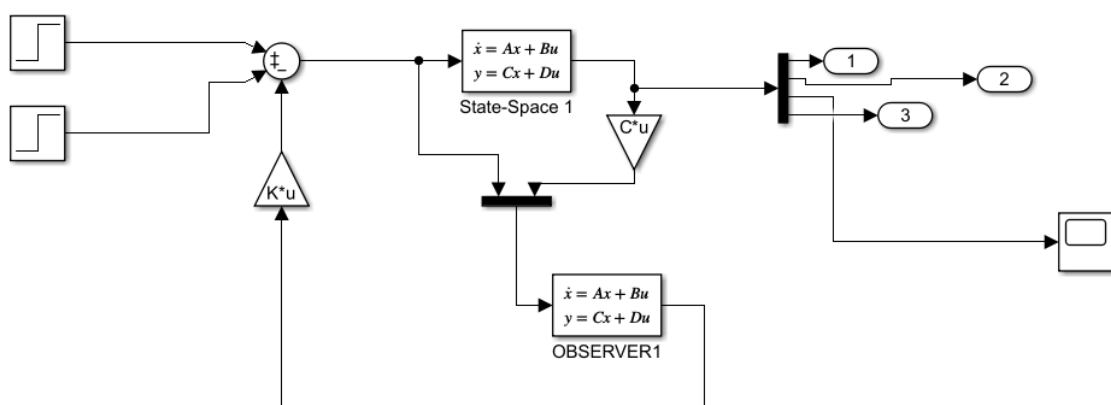 ẋ = Ax + Bu
y = Cx + Du
State-Space 1
1
2
3
C*u
K*u
ẋ = Ax + Bu
y = Cx + Du
OBSERVER1